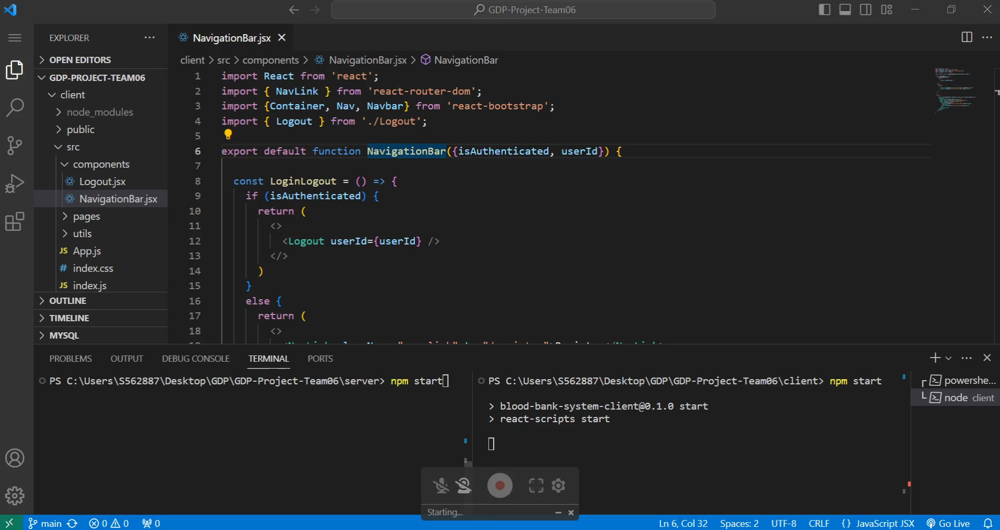 GDP-Project-Team06
EXPLORER
OPEN EDITORS
GDP-PROJECT-TEAM06
client
node_modules
public
src
components
Logout.jsx
NavigationBar.jsx
pages
utils
JS App.js
# index.css
JS index.js
OUTLINE
TIMELINE
MYSQL
NavigationBar.jsx
client > src > components > NavigationBar.jsx > NavigationBar
1 import React from 'react';
2 import { NavLink } from 'react-router-dom';
3 import {Container, Nav, Navbar} from 'react-bootstrap';
4 import { Logout } from './Logout';
5
6 export default function NavigationBar({isAuthenticated, userId}) {
7
8 const LoginLogout = () => {
9 if (isAuthenticated) {
10 return (
11 <>
12 <Logout userId={userId} />
13 </>
14 )
15 }
16 else {
17 return (
18 <>
PROBLEMS OUTPUT DEBUG CONSOLE TERMINAL PORTS
PS C:\Users\S562887\Desktop\GDP\GDP-Project-Team06\server> npm start
PS C:\Users\S562887\Desktop\GDP\GDP-Project-Team06\client> npm start
> blood-bank-system-client@0.1.0 start
> react-scripts start
powershe...
node client
Starting...
main 0 0 0
Ln 6, Col 32 Spaces: 2 UTF-8 CRLF {} JavaScript JSX Go Live